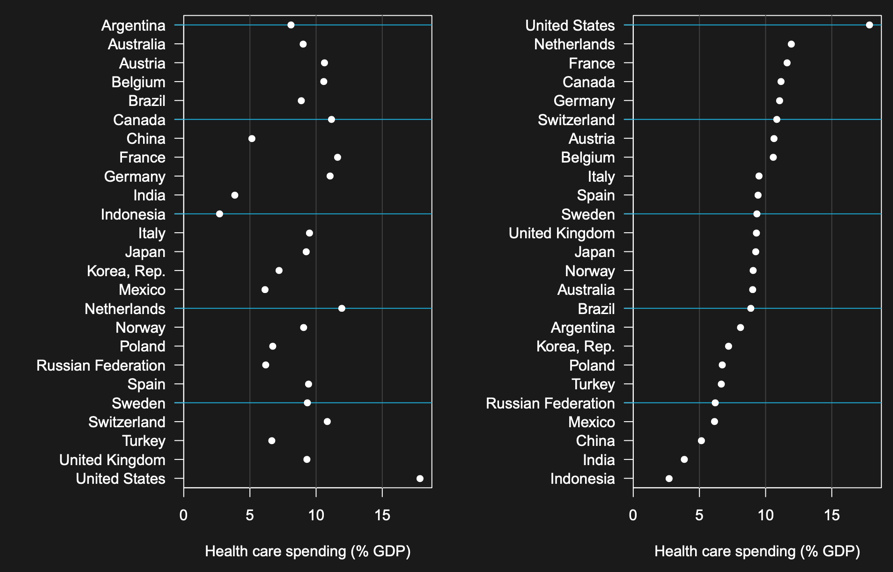 Argentina
Australia
Austria
Belgium
Brazil
Canada
China
France
Germany
India
Indonesia
Italy
Japan
Korea, Rep.
Mexico
Netherlands
Norway
Poland
Russian Federation
Spain
Sweden
Switzerland
Turkey
United Kingdom
United States
0 5 10 15
Health care spending (% GDP)
United States
Netherlands
France
Canada
Germany
Switzerland
Austria
Belgium
Italy
Spain
Sweden
United Kingdom
Japan
Norway
Australia
Brazil
Argentina
Korea, Rep.
Poland
Turkey
Russian Federation
Mexico
China
India
Indonesia
0 5 10 15
Health care spending (% GDP)